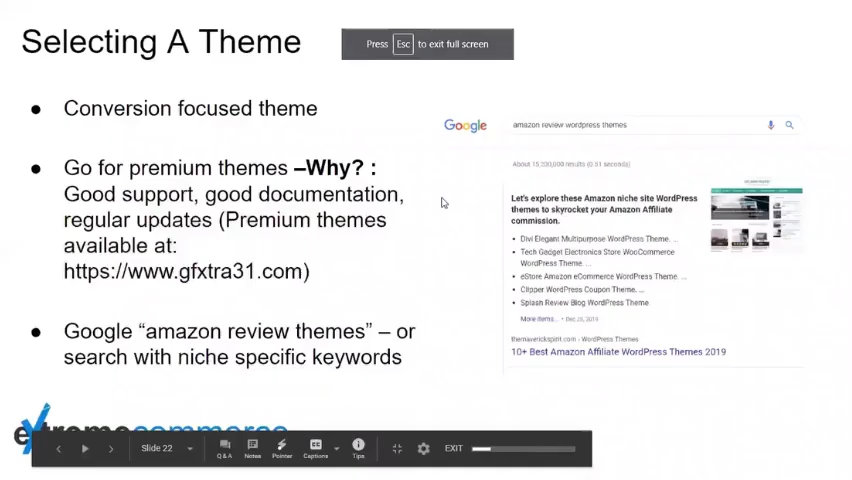 Selecting A Theme
Press Esc to exit full screen
● Conversion focused theme
● Go for premium themes –Why? :
Good support, good documentation,
regular updates (Premium themes
available at:
https://www.gfxtra31.com)
● Google “amazon review themes” – or
search with niche specific keywords
Google
amazon review wordpress themes
About 15,200,000 results (0.51 seconds)
Let's explore these Amazon niche site WordPress
themes to skyrocket your Amazon Affiliate
commission.
• Divi Elegant Multipurpose WordPress Theme. ...
• Tech Gadget Electronics Store WooCommerce
WordPress Theme. ...
• eStore Amazon eCommerce WordPress Theme. ...
• Clipper WordPress Coupon Theme. ...
• Splash Review Blog WordPress Theme.
More items... • Dec 26, 2019
themaverickspirit.com › WordPress Themes
10+ Best Amazon Affiliate WordPress Themes 2019
extremecommerce
Slide 22
Q&A
Notes
Pointer
CC
Captions
Tips
EXIT